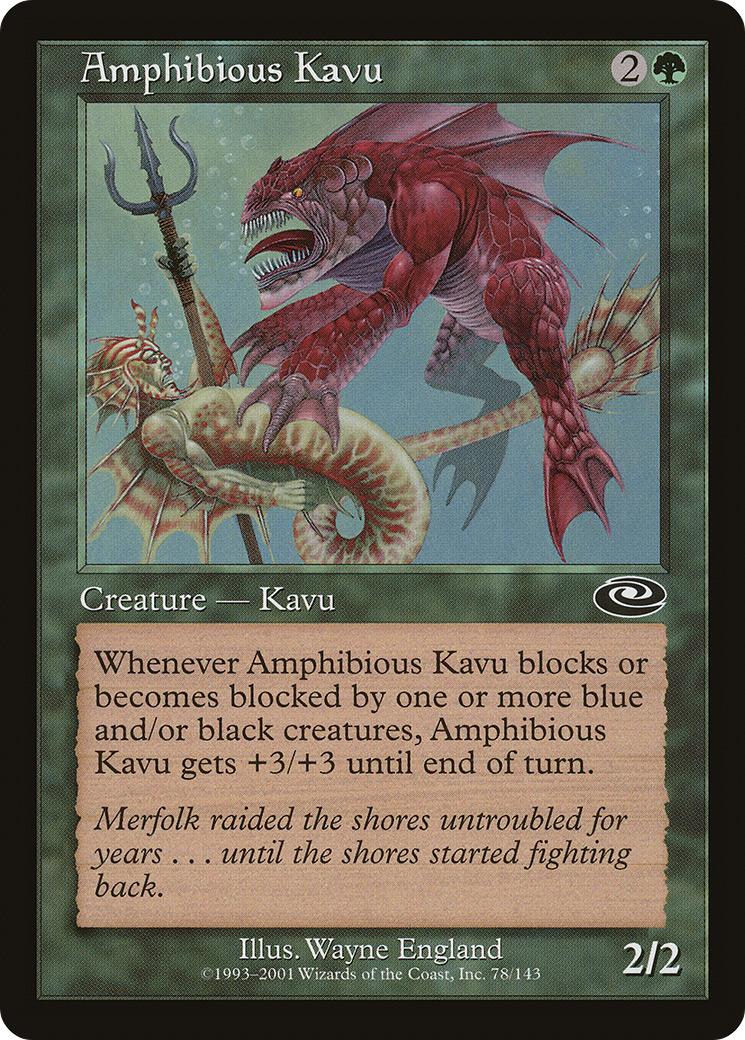 Amphibious Kavu 2
Creature — Kavu
Whenever Amphibious Kavu blocks or
becomes blocked by one or more blue
and/or black creatures, Amphibious
Kavu gets +3/+3 until end of turn.
Merfolk raided the shores untroubled for
years . . . until the shores started fighting
back.
Illus. Wayne England
©1993–2001 Wizards of the Coast, Inc. 78/143
2/2